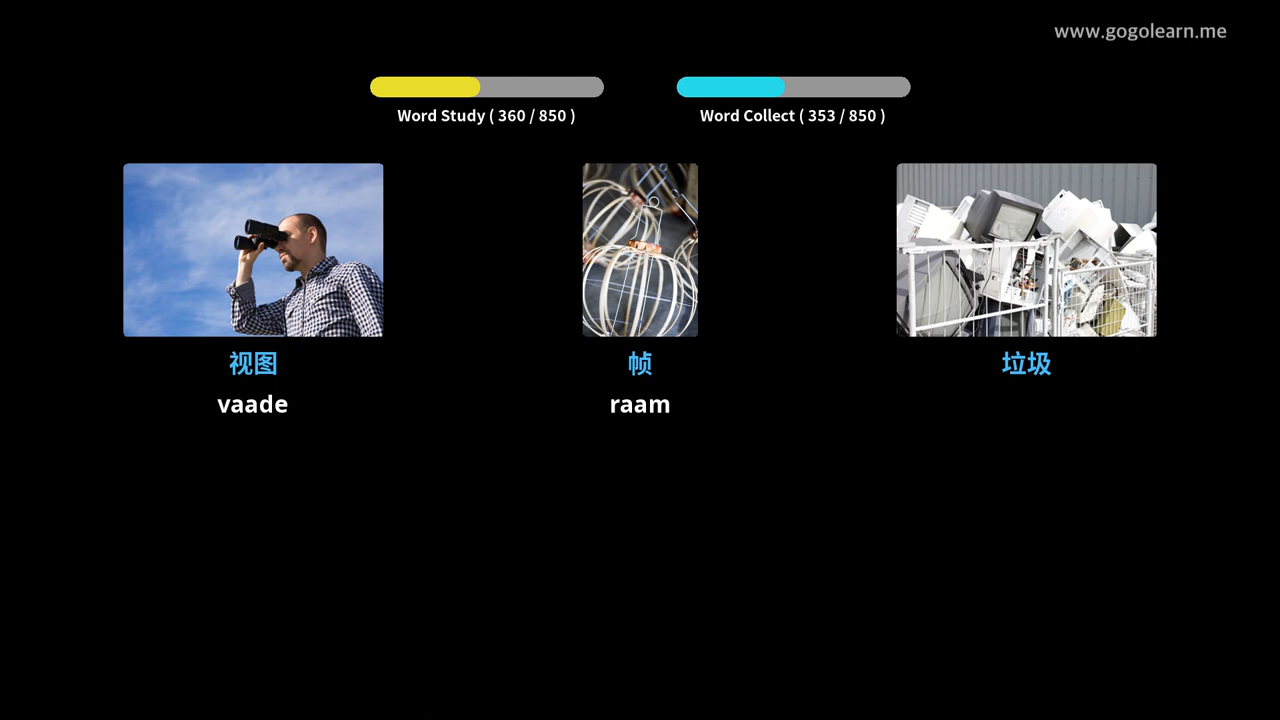 www.gogolearn.me
Word Study ( 360 / 850 )
Word Collect ( 353 / 850 )
视图
帧
垃圾
vaade
raam